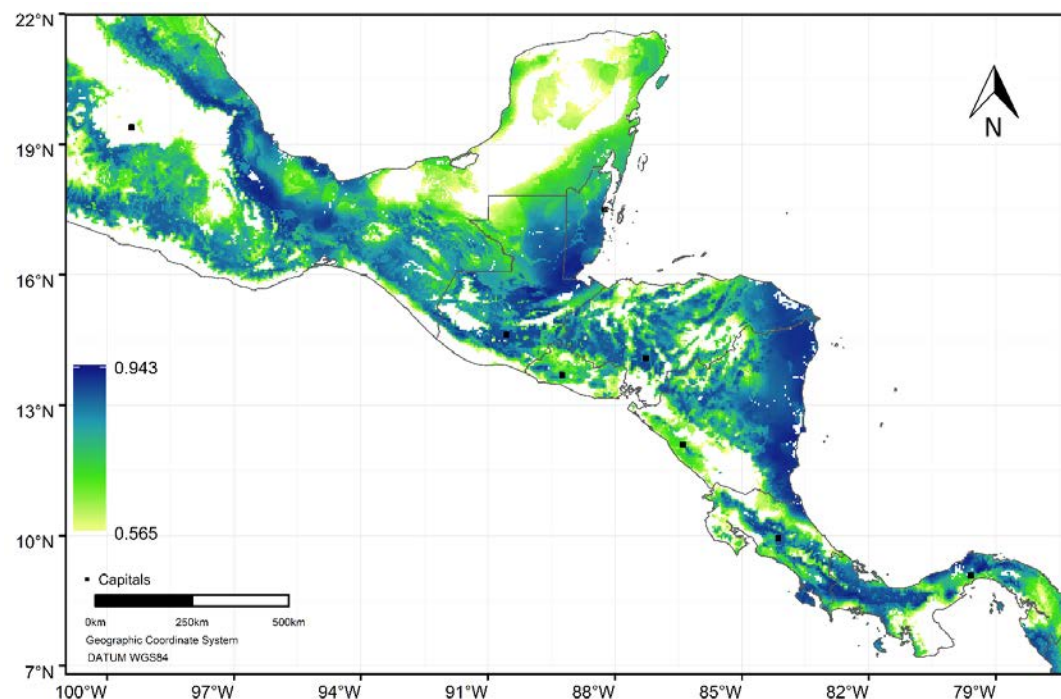 22°N
19°N
16°N
13°N
10°N
7°N
N
0.943
0.565
Capitals
0km 250km 500km
Geographic Coordinate System
DATUM WGS84
100°W 97°W 94°W 91°W 88°W 85°W 82°W 79°W